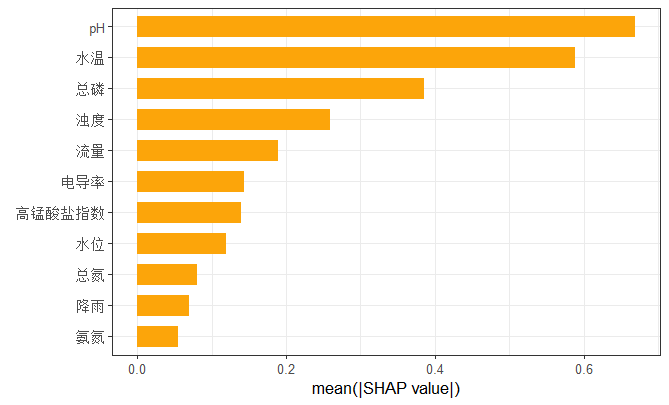 pH
水温
总磷
浊度
流量
电导率
高锰酸盐指数
水位
总氮
降雨
氨氮
0.0 0.2 0.4 0.6
mean(|SHAP value|)